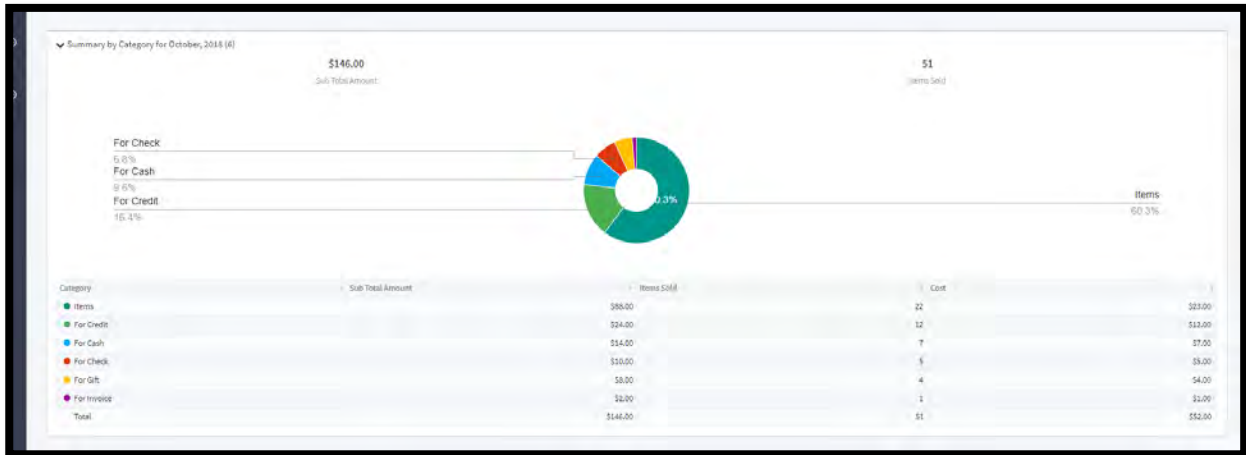 Summary by Category for October, 2018 (6)
$146.00
Sub Total Amount
51
Items Sold
For Check
6.8%
For Cash
9.6%
For Credit
16.4%
0.3%
Items
60.3%
Category Sub Total Amount Items Sold Cost
Items $88.00 22 $23.00
For Credit $24.00 12 $12.00
For Cash $14.00 7 $7.00
For Check $10.00 5 $5.00
For Gift $8.00 4 $4.00
For Invoice $2.00 1 $1.00
Total $146.00 51 $52.00